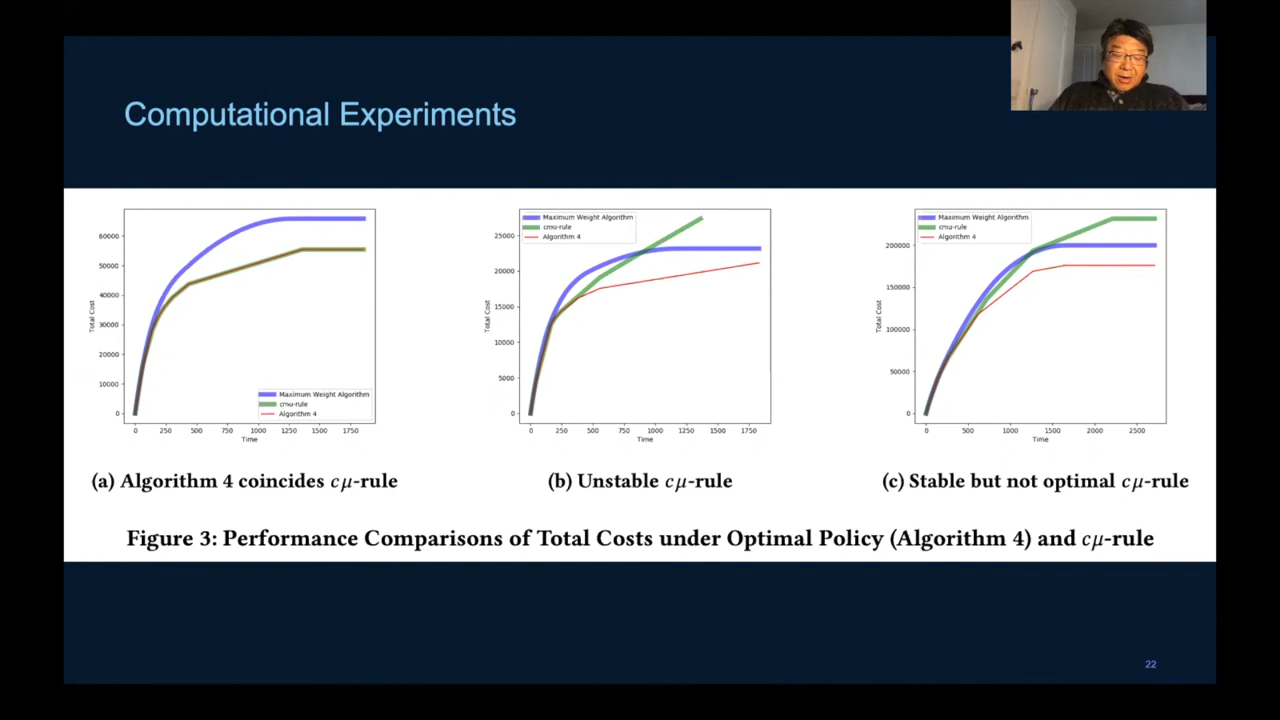 Computational Experiments
60000
50000
40000
30000
20000
10000
0
Total Cost
0 250 500 750 1000 1250 1500 1750
Time
Maximum Weight Algorithm
cmu-rule
Algorithm 4
25000
20000
15000
10000
5000
0
Total Cost
0 250 500 750 1000 1250 1500 1750
Time
Maximum Weight Algorithm
cmu-rule
Algorithm 4
200000
150000
100000
50000
0
Total Cost
0 500 1000 1500 2000 2500
Time
Maximum Weight Algorithm
cmu-rule
Algorithm 4
(a) Algorithm 4 coincides cμ-rule
(b) Unstable cμ-rule
(c) Stable but not optimal cμ-rule
Figure 3: Performance Comparisons of Total Costs under Optimal Policy (Algorithm 4) and cμ-rule
22